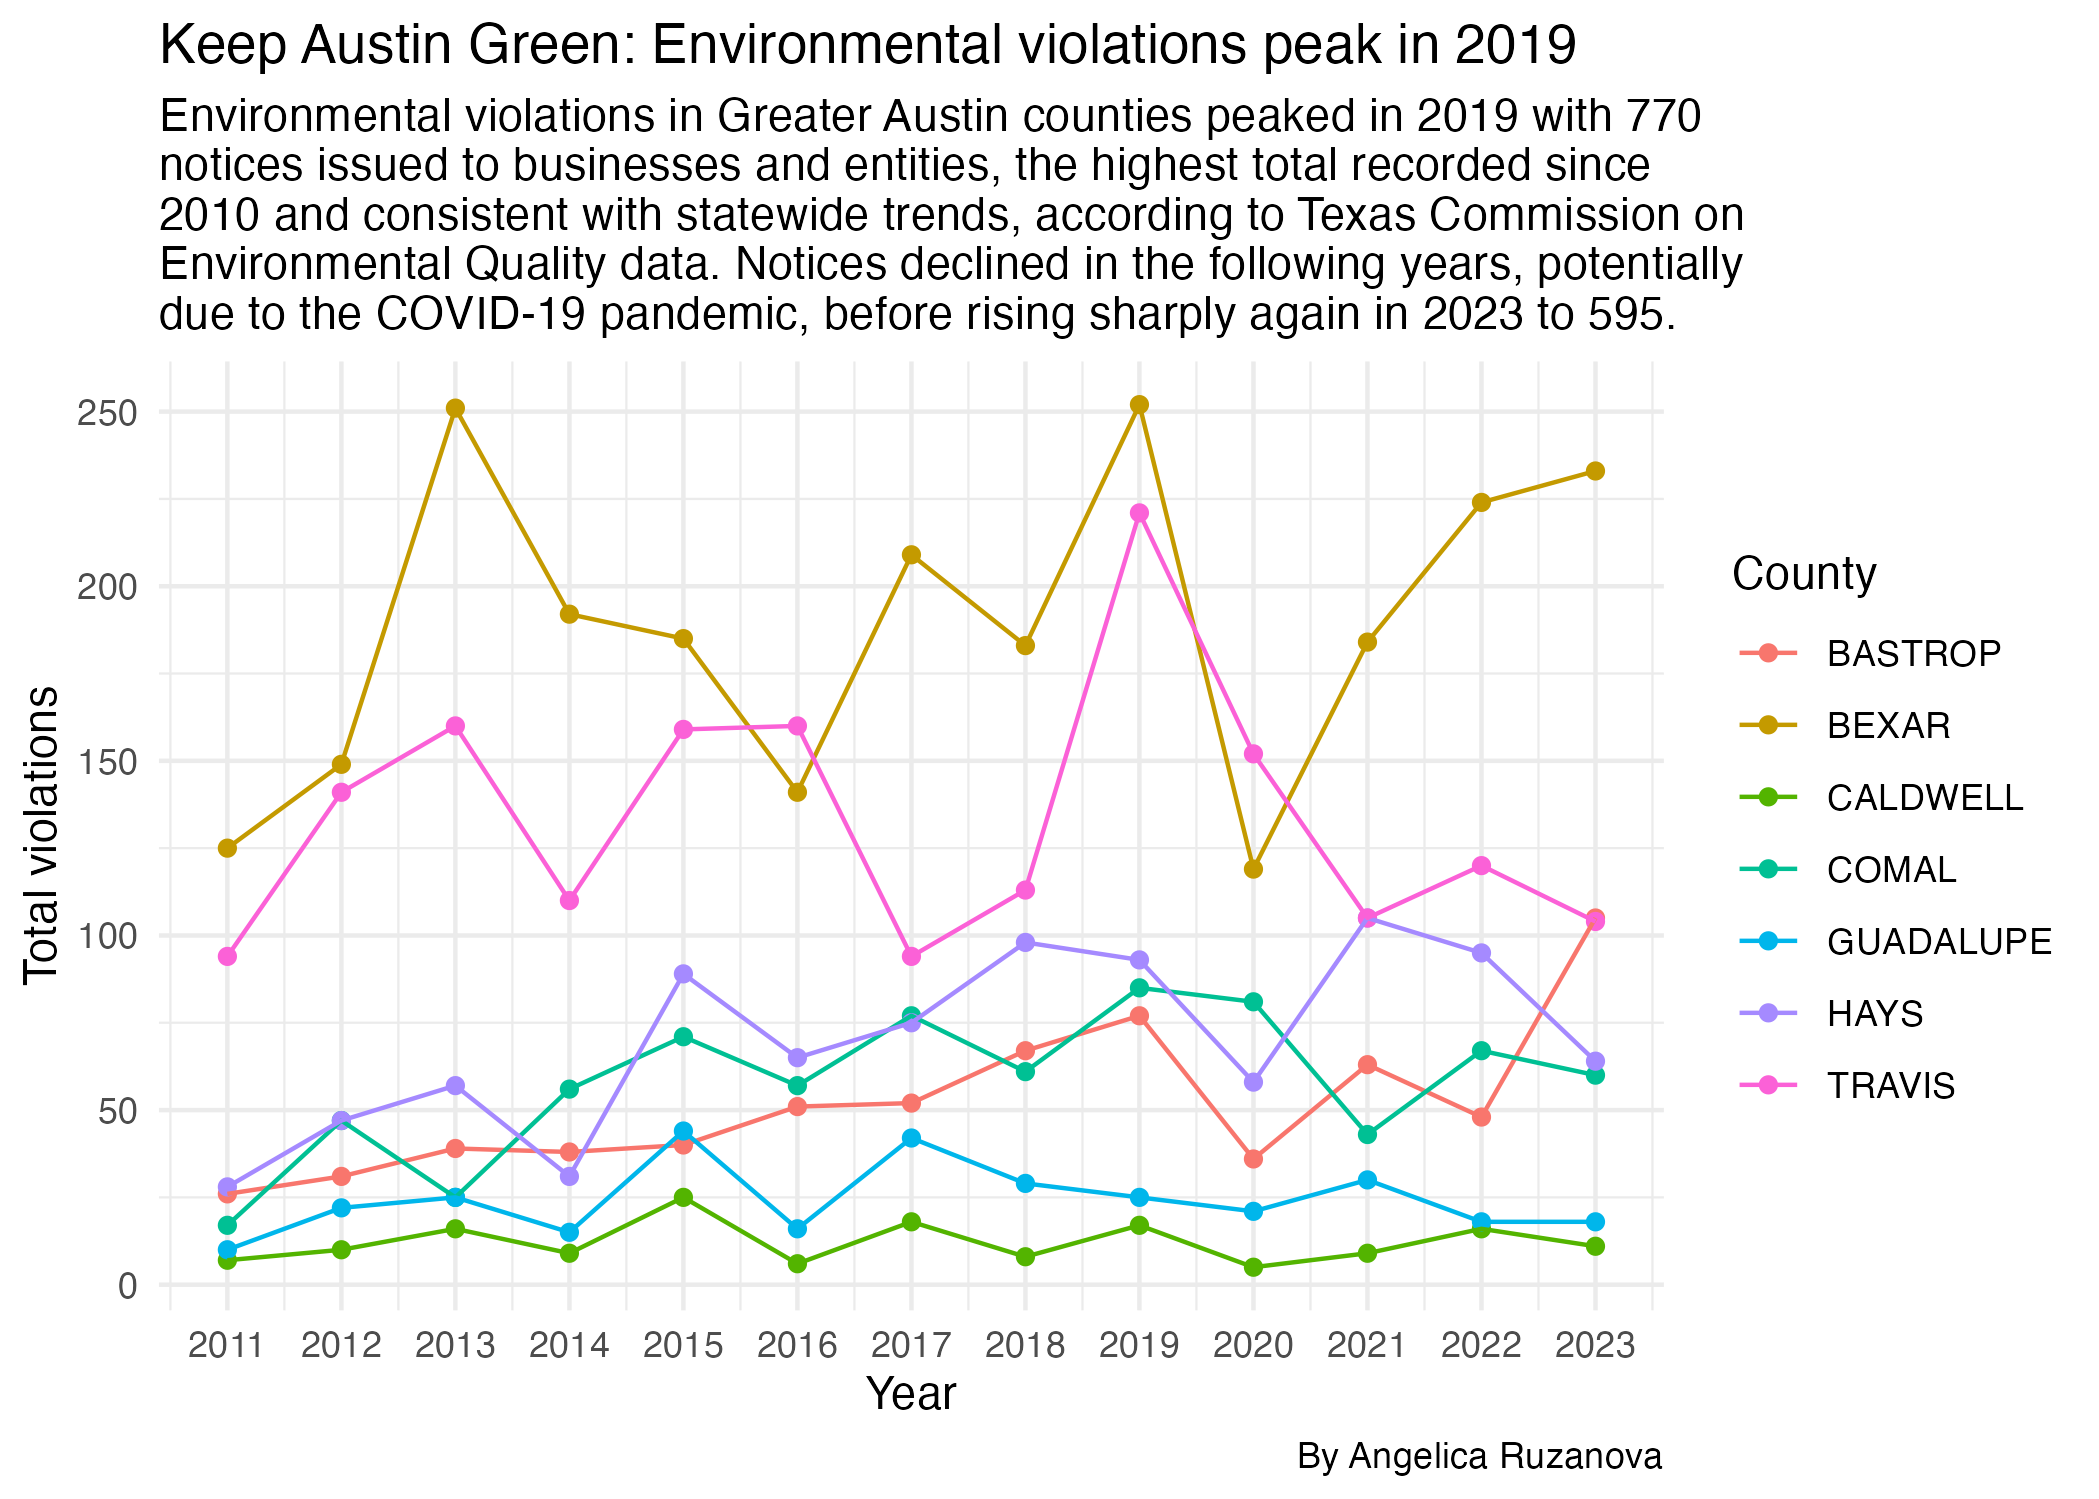 Keep Austin Green: Environmental violations peak in 2019
Environmental violations in Greater Austin counties peaked in 2019 with 770
notices issued to businesses and entities, the highest total recorded since
2010 and consistent with statewide trends, according to Texas Commission on
Environmental Quality data. Notices declined in the following years, potentially
due to the COVID-19 pandemic, before rising sharply again in 2023 to 595.
Total violations
250
200
150
100
50
0
2011 2012 2013 2014 2015 2016 2017 2018 2019 2020 2021 2022 2023
Year
County
BASTROP
BEXAR
CALDWELL
COMAL
GUADALUPE
HAYS
TRAVIS
By Angelica Ruzanova